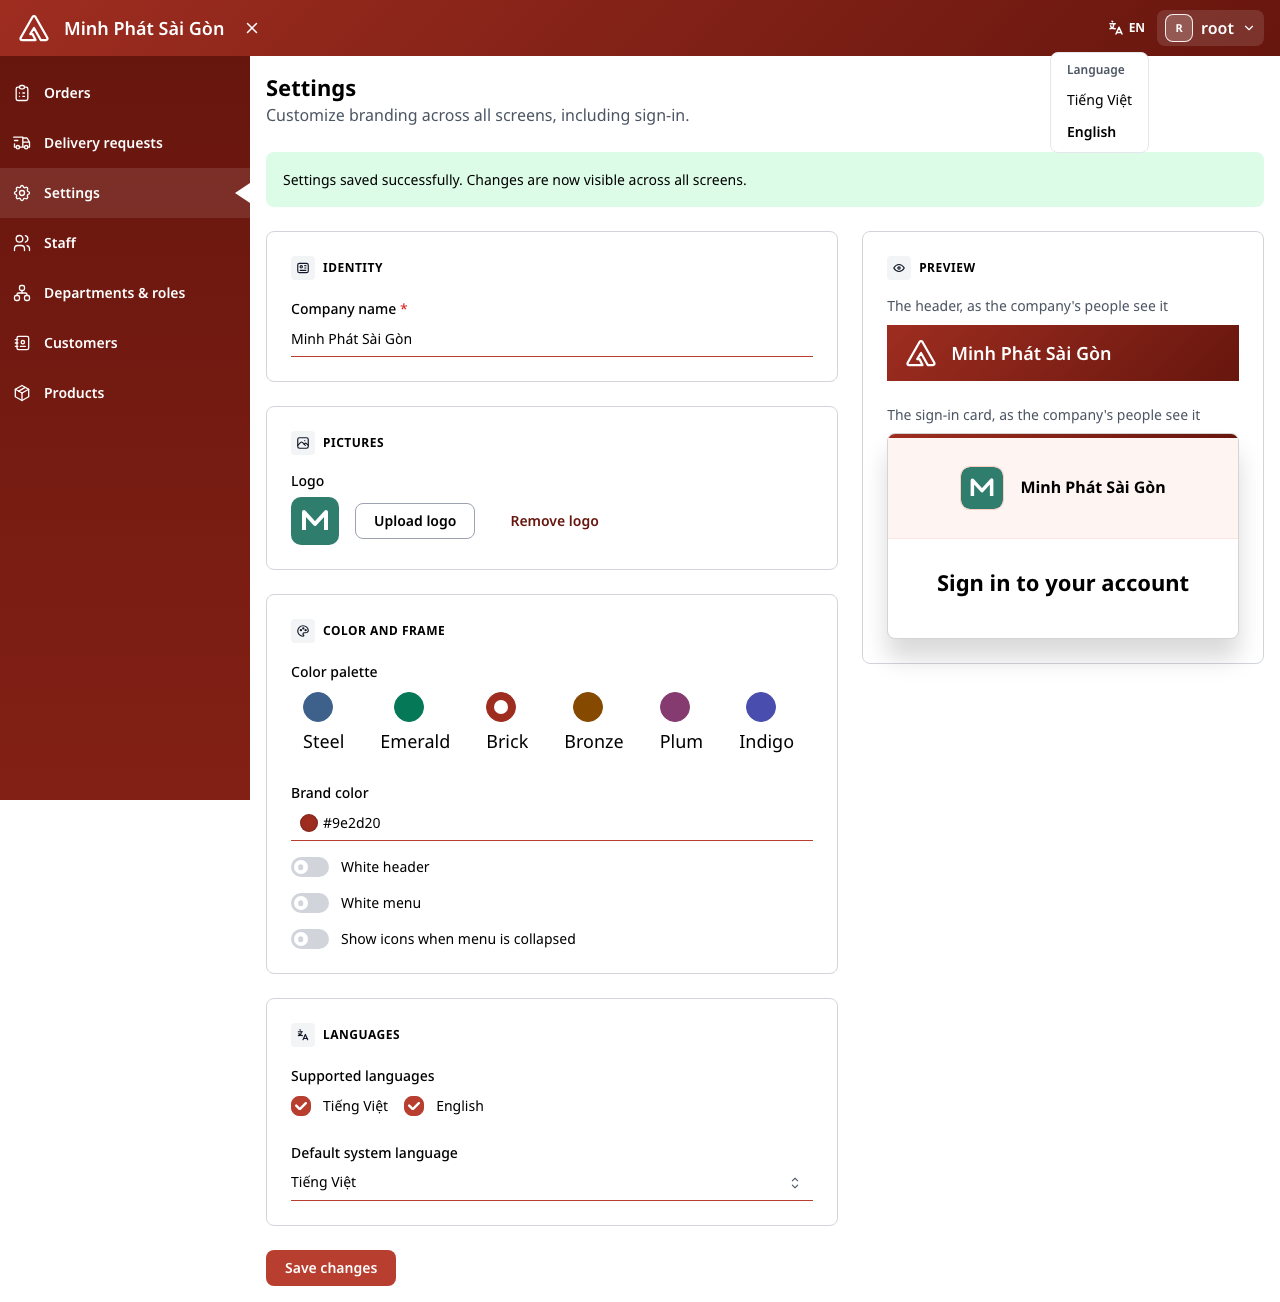 Minh Phát Sài Gòn
EN
R
root
Language
Tiếng Việt
English
Orders
Delivery requests
Settings
Staff
Departments & roles
Customers
Products
Settings
Customize branding across all screens, including sign-in.
Settings saved successfully. Changes are now visible across all screens.
IDENTITY
Company name *
Minh Phát Sài Gòn
PICTURES
Logo
M
Upload logo
Remove logo
COLOR AND FRAME
Color palette
Steel
Emerald
Brick
Bronze
Plum
Indigo
Brand color
#9e2d20
White header
White menu
Show icons when menu is collapsed
LANGUAGES
Supported languages
Tiếng Việt
English
Default system language
Tiếng Việt
Save changes
PREVIEW
The header, as the company's people see it
Minh Phát Sài Gòn
The sign-in card, as the company's people see it
M
Minh Phát Sài Gòn
Sign in to your account